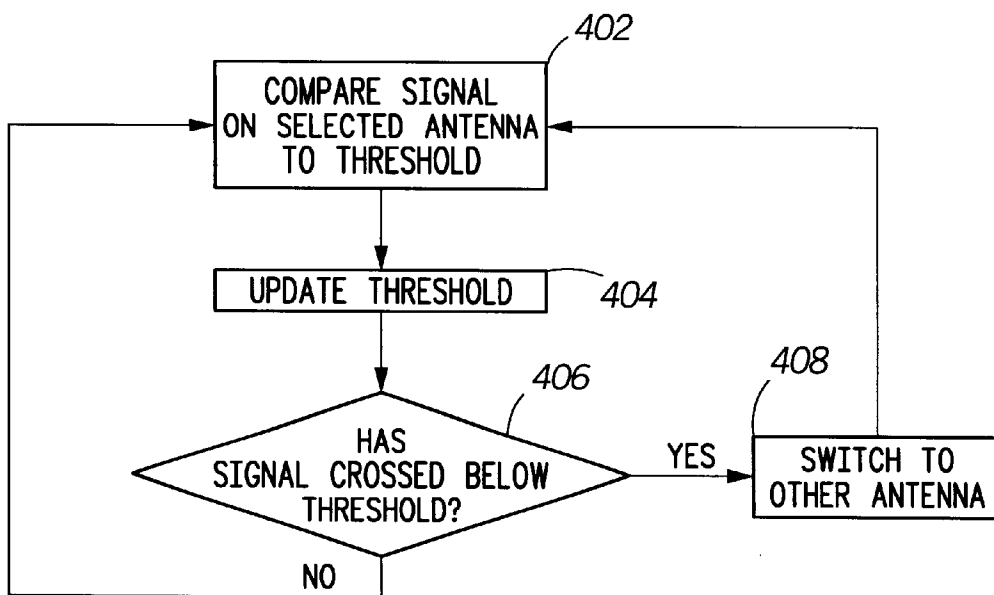 402
COMPARE SIGNAL
ON SELECTED ANTENNA
TO THRESHOLD
UPDATE THRESHOLD
404
406
408
HAS
SIGNAL CROSSED BELOW
THRESHOLD?
YES
SWITCH TO
OTHER ANTENNA
NO